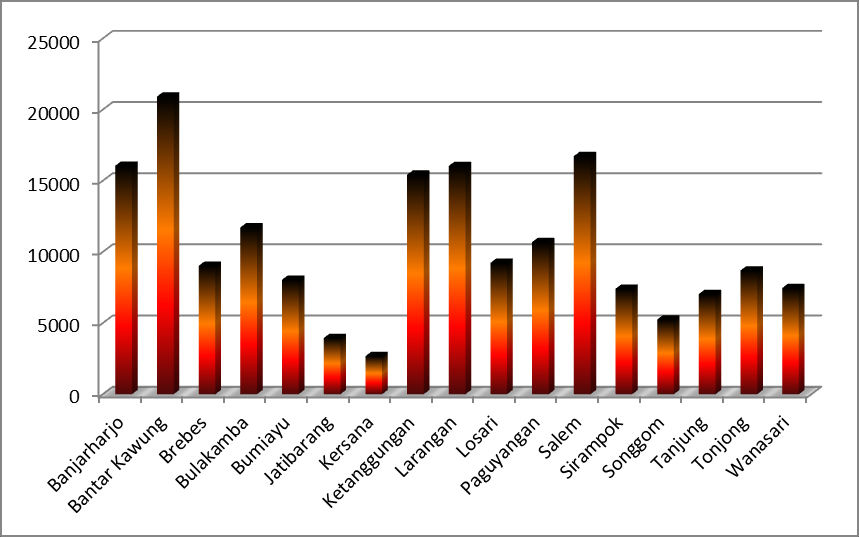 25000
20000
15000
10000
5000
0
Banjarharjo
Bantar Kawung
Brebes
Bulakamba
Bumiayu
Jatibarang
Kersana
Ketanggungan
Larangan
Losari
Paguyangan
Salem
Sirampok
Songgom
Tanjung
Tonjong
Wanasari